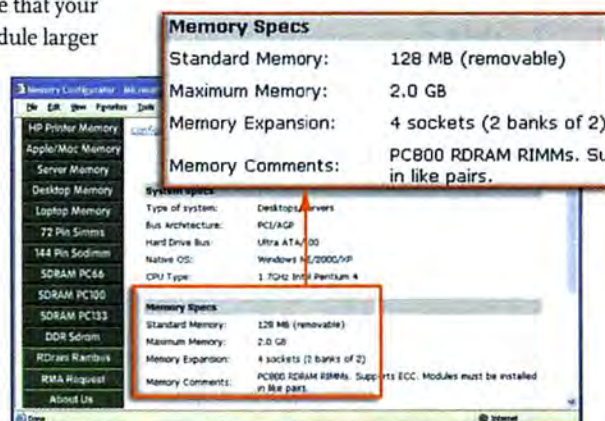 e that your
dule larger
Memory Specs
Standard Memory: 128 MB (removable)
Maximum Memory: 2.0 GB
Memory Expansion: 4 sockets (2 banks of 2)
Memory Comments: PC800 RDRAM RIMMs. Su
in like pairs.
Memory Configurator
File Edit View Favorites Tools
HP Printer Memory
Apple/Mac Memory
Server Memory
Desktop Memory
Laptop Memory
72 Pin Simms
144 Pin Sodimm
SDRAM PC66
SDRAM PC100
SDRAM PC133
DDR Sdram
RDram Rambus
RMA Request
About Us
System Specs
Type of system: Desktops/Servers
Bus Architecture: PCI/AGP
Hard Drive Bus: Ultra ATA/100
Native OS: Windows ME/2000/XP
CPU Type: 1.7GHz Intel Pentium 4
Memory Specs
Standard Memory: 128 MB (removable)
Maximum Memory: 2.0 GB
Memory Expansion: 4 sockets (2 banks of 2)
Memory Comments: PC800 RDRAM RIMMs. Supports ECC. Modules must be installed
in like pairs.
Done Internet